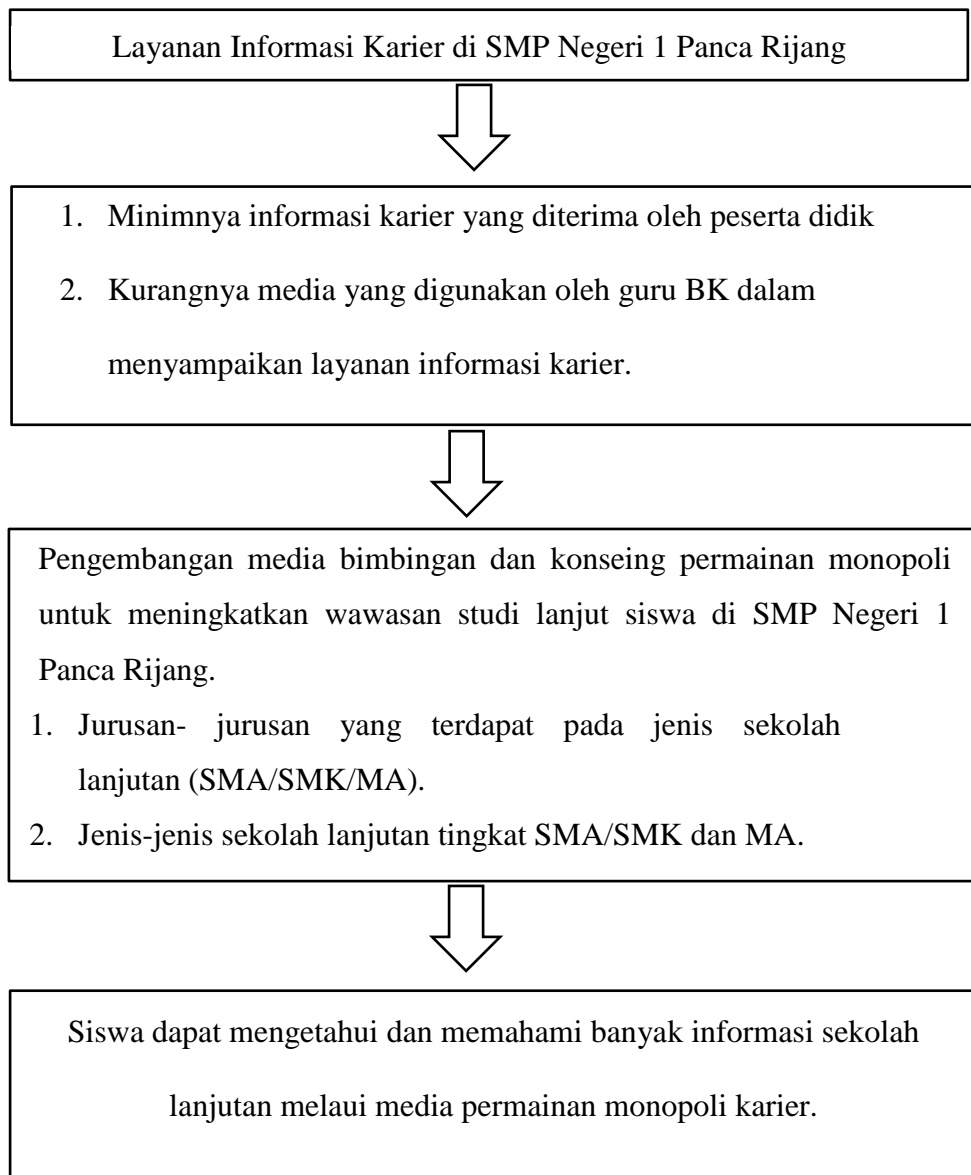 Layanan Informasi Karier di SMP Negeri 1 Panca Rijang
1. Minimnya informasi karier yang diterima oleh peserta didik
2. Kurangnya media yang digunakan oleh guru BK dalam
menyampaikan layanan informasi karier.
Pengembangan media bimbingan dan konseing permainan monopoli
untuk meningkatkan wawasan studi lanjut siswa di SMP Negeri 1
Panca Rijang.
1. Jurusan- jurusan yang terdapat pada jenis sekolah
lanjutan (SMA/SMK/MA).
2. Jenis-jenis sekolah lanjutan tingkat SMA/SMK dan MA.
Siswa dapat mengetahui dan memahami banyak informasi sekolah
lanjutan melaui media permainan monopoli karier.